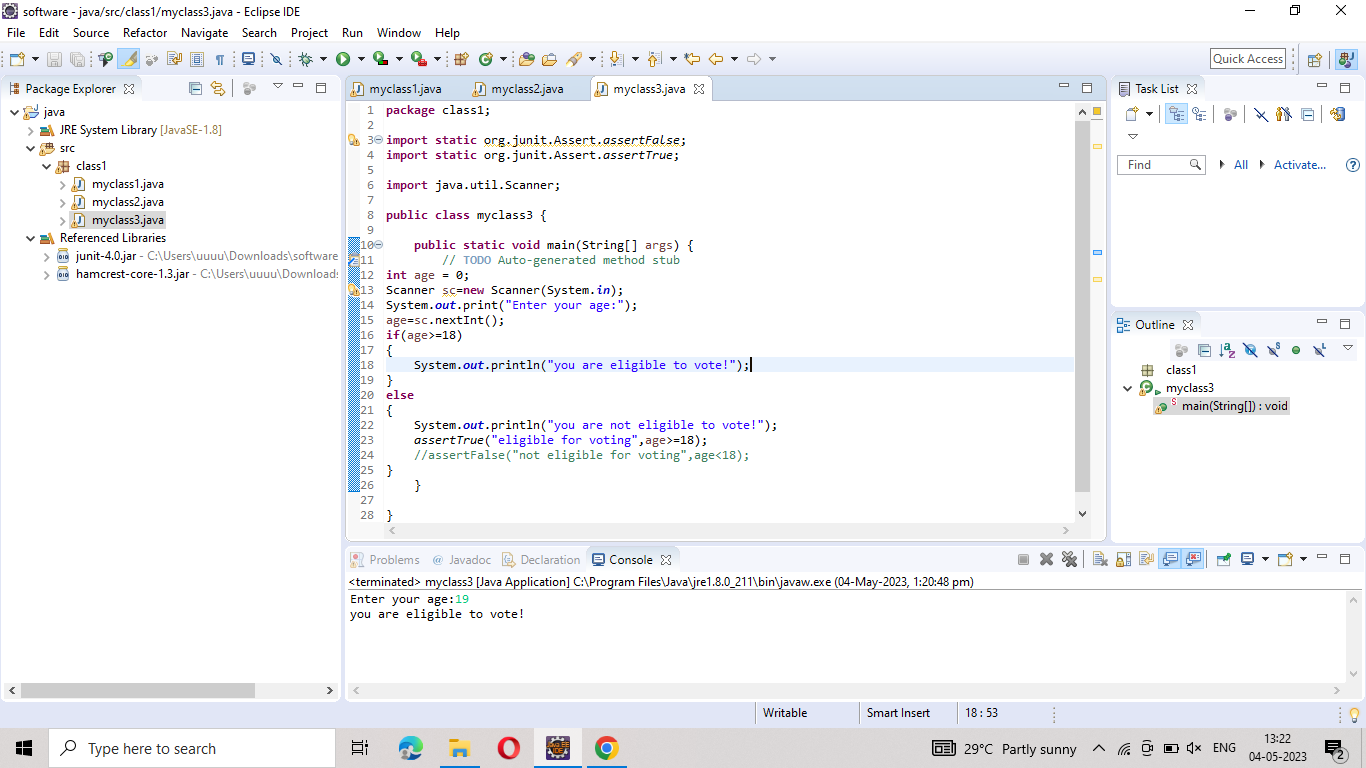 software - java/src/class1/myclass3.java - Eclipse IDE
File Edit Source Refactor Navigate Search Project Run Window Help
Quick Access
Package Explorer
java
JRE System Library [JavaSE-1.8]
src
class1
myclass1.java
myclass2.java
myclass3.java
Referenced Libraries
junit-4.0.jar - C:\Users\uuuu\Downloads\software
hamcrest-core-1.3.jar - C:\Users\uuuu\Download
myclass1.java myclass2.java myclass3.java
1 package class1;
2
3 import static org.junit.Assert.assertFalse;
4 import static org.junit.Assert.assertTrue;
5
6 import java.util.Scanner;
7
8 public class myclass3 {
9
10 public static void main(String[] args) {
11 // TODO Auto-generated method stub
12 int age = 0;
13 Scanner sc=new Scanner(System.in);
14 System.out.print("Enter your age:");
15 age=sc.nextInt();
16 if(age>=18)
17 {
18 System.out.println("you are eligible to vote!");
19 }
20 else
21 {
22 System.out.println("you are not eligible to vote!");
23 assertTrue("eligible for voting",age>=18);
24 //assertFalse("not eligible for voting",age<18);
25 }
26 }
27
28 }
Task List
Find All Activate...
Outline
class1
myclass3
main(String[]) : void
Problems @ Javadoc Declaration Console
<terminated> myclass3 [Java Application] C:\Program Files\Java\jre1.8.0_211\bin\javaw.exe (04-May-2023, 1:20:48 pm)
Enter your age:19
you are eligible to vote!
Writable Smart Insert 18 : 53
Type here to search
29°C Partly sunny ENG 13:22
04-05-2023
2